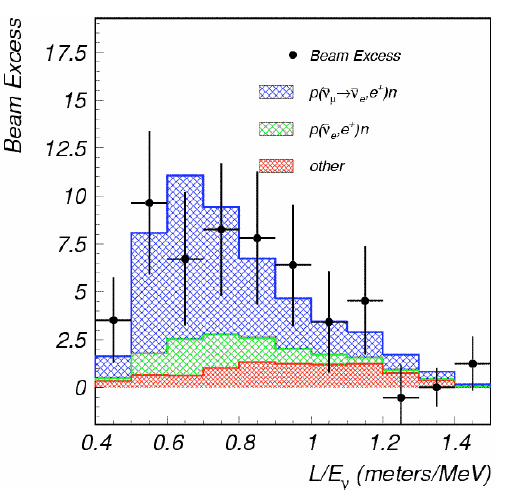 Beam Excess
17.5
15
12.5
10
7.5
5
2.5
0
Beam Excess
p(ν̄μ→ν̄e,e⁺)n
p(ν̄e,e⁺)n
other
0.4 0.6 0.8 1 1.2 1.4
L/Eν (meters/MeV)